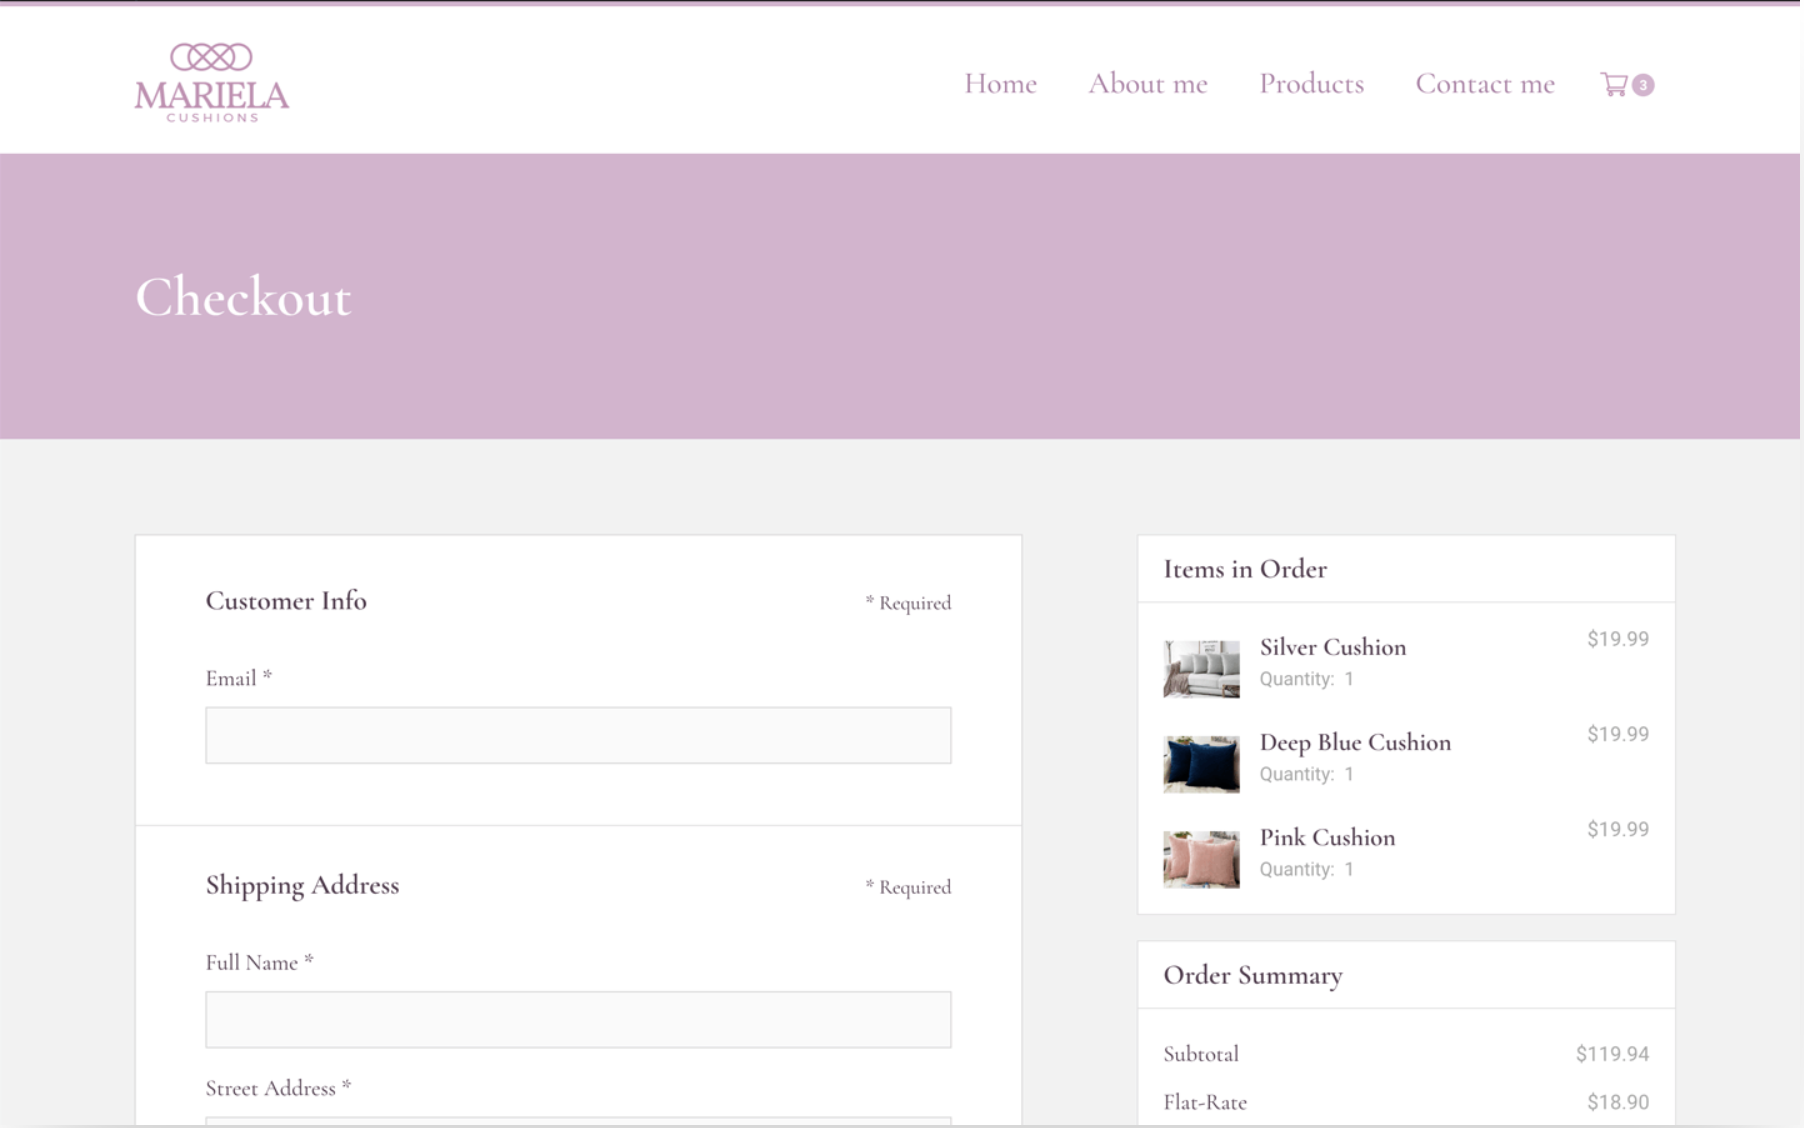 MARIELA
CUSHIONS
Home About me Products Contact me 3
Checkout
Customer Info * Required
Email *
Shipping Address * Required
Full Name *
Street Address *
Items in Order
Silver Cushion $19.99
Quantity: 1
Deep Blue Cushion $19.99
Quantity: 1
Pink Cushion $19.99
Quantity: 1
Order Summary
Subtotal $119.94
Flat-Rate $18.90